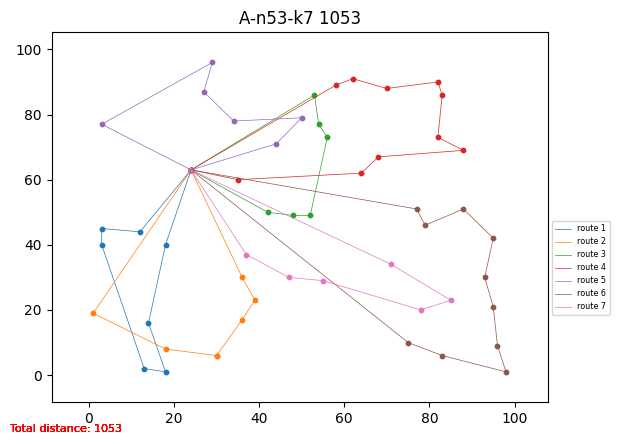 A-n53-k7 1053
100
80
60
40
20
0
0 20 40 60 80 100
route 1
route 2
route 3
route 4
route 5
route 6
route 7
Total distance: 1053